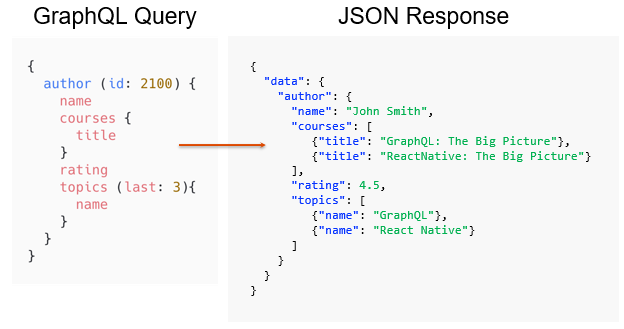 GraphQL Query
{
  author (id: 2100) {
    name
    courses {
      title
    }
    rating
    topics (last: 3){
      name
    }
  }
}
JSON Response
{
  "data": {
    "author": {
      "name": "John Smith",
      "courses": [
         {"title": "GraphQL: The Big Picture"},
         {"title": "ReactNative: The Big Picture"}
      ],
      "rating": 4.5,
      "topics": [
         {"name": "GraphQL"},
         {"name": "React Native"}
      ]
    }
  }
}